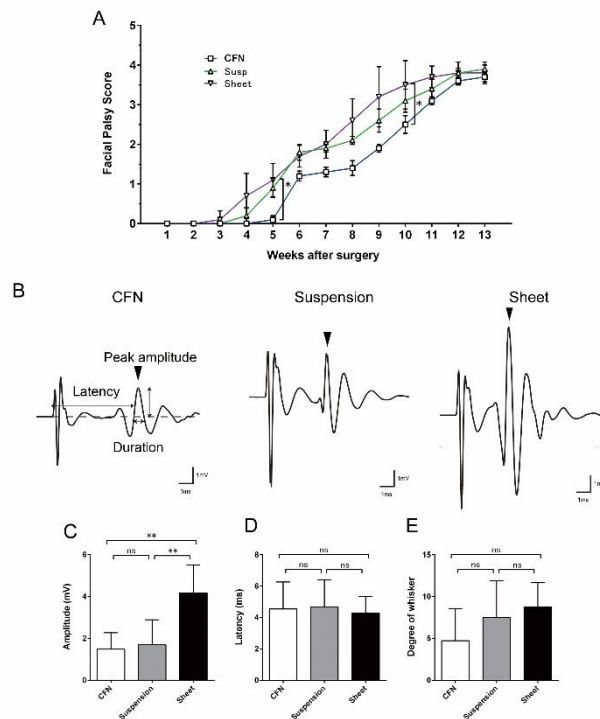 A
Facial Palsy Score
5
4
3
2
1
0
CFN
Susp
Sheet
*
*
1 2 3 4 5 6 7 8 9 10 11 12 13
Weeks after surgery
B
CFN Suspension Sheet
Peak amplitude
Latency
Duration
1mV
1ms
1mV
1ms
1ms
C
Amplitude (mV)
6
4
2
0
**
ns **
CFN Suspension Sheet
D
Latency (ms)
8
6
4
2
0
ns
ns ns
CFN Suspension Sheet
E
Degree of whisker
15
10
5
0
ns
ns ns
CFN Suspension Sheet